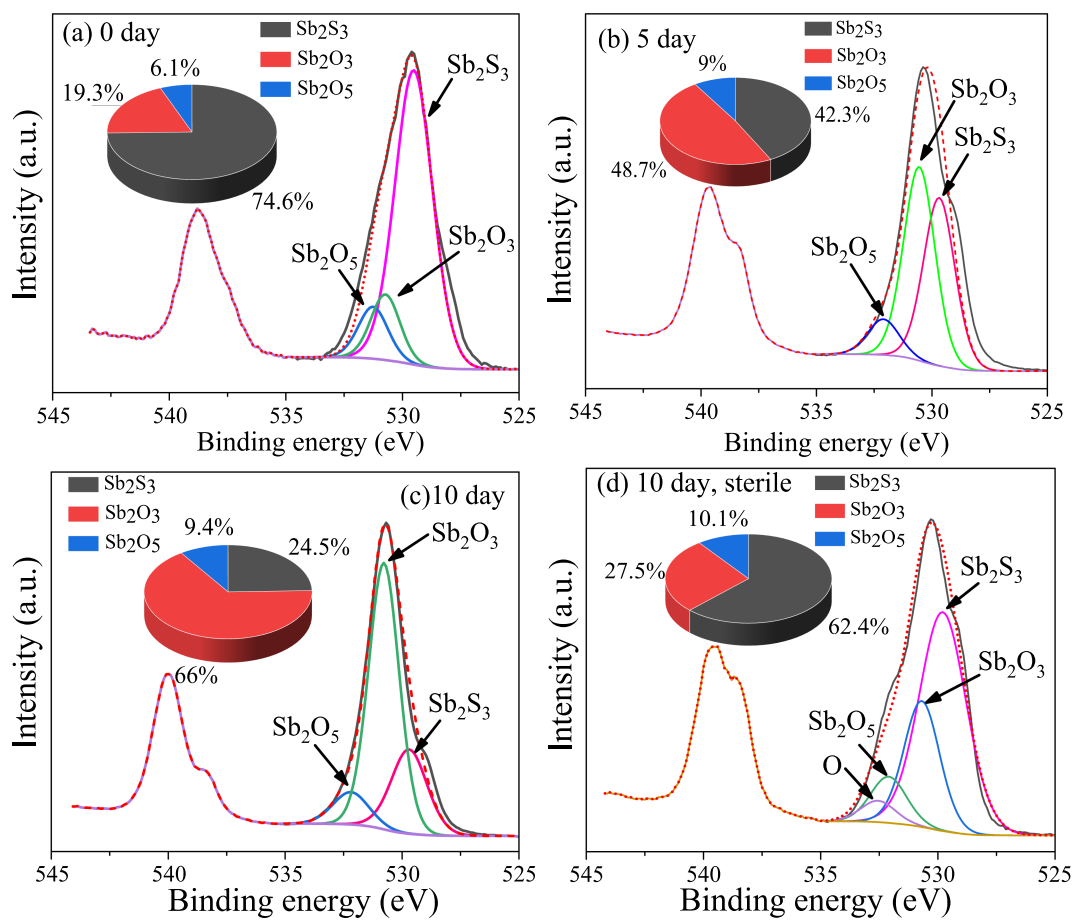 (a) 0 day
Sb₂S₃
Sb₂O₃
Sb₂O₅
6.1%
19.3%
74.6%
Sb₂S₃
Sb₂O₃
Sb₂O₅
Intensity (a.u.)
545 540 535 530 525
Binding energy (eV)
(b) 5 day
Sb₂S₃
Sb₂O₃
Sb₂O₅
9%
42.3%
48.7%
Sb₂O₃
Sb₂S₃
Sb₂O₅
Intensity (a.u.)
545 540 535 530 525
Binding energy (eV)
(c)10 day
Sb₂S₃
Sb₂O₃
Sb₂O₅
9.4%
24.5%
66%
Sb₂O₃
Sb₂S₃
Sb₂O₅
Intensity (a.u.)
545 540 535 530 525
Binding energy (eV)
(d) 10 day, sterile
Sb₂S₃
Sb₂O₃
Sb₂O₅
10.1%
27.5%
62.4%
Sb₂S₃
Sb₂O₃
Sb₂O₅
O
Intensity (a.u.)
545 540 535 530 525
Binding energy (eV)